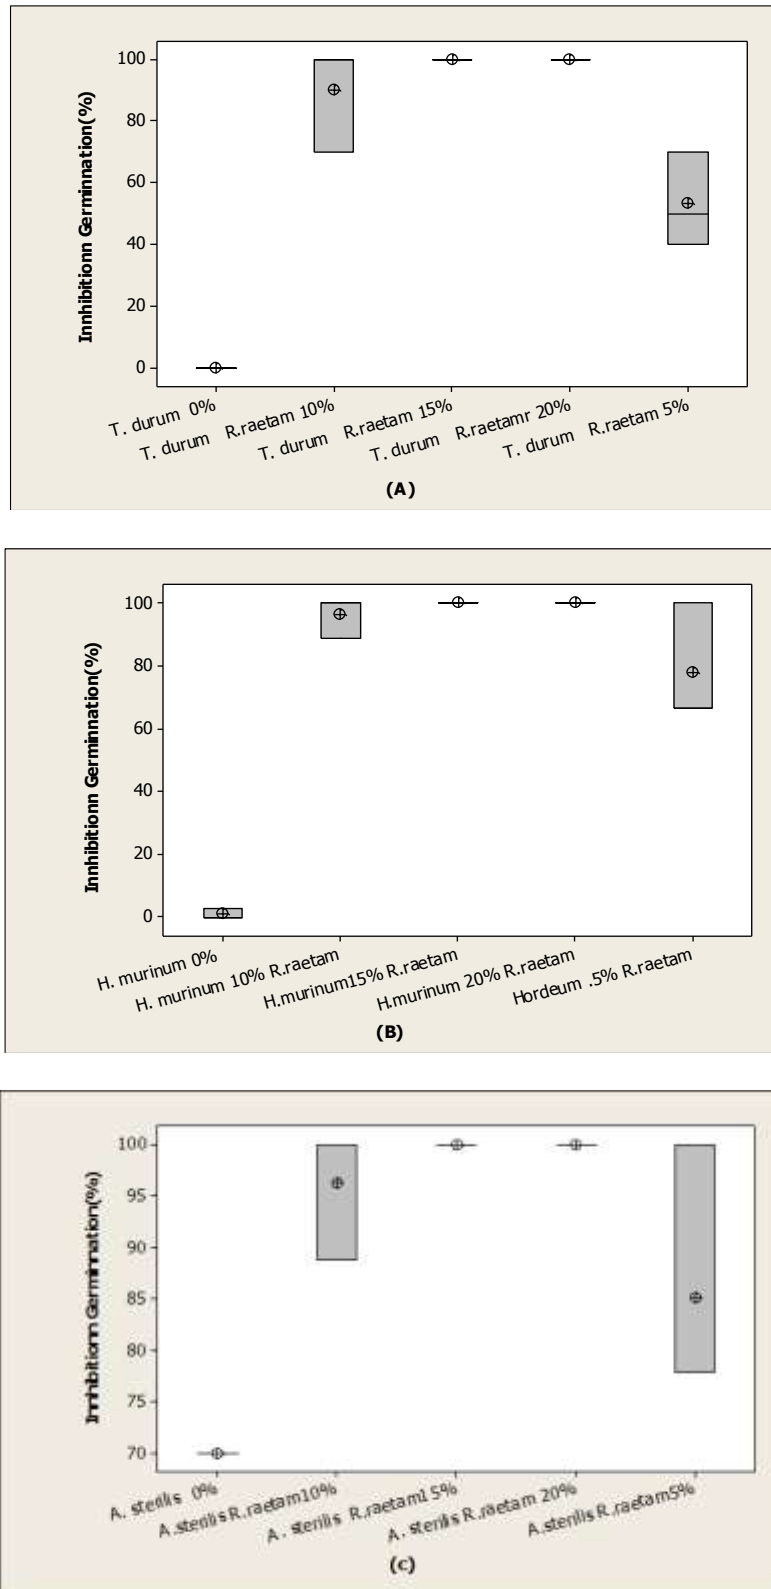 Innhibitionn Germinnation(%)
100
80
60
40
20
0
T. durum 0%
T. durum R.raetam 10%
T. durum R.raetam 15%
T. durum R.raetamr 20%
T. durum R.raetam 5%
(A)
Innhibitionn Germinnation(%)
100
80
60
40
20
0
H. murinum 0%
H. murinum 10% R.raetam
H.murinum15% R.raetam
H.murinum 20% R.raetam
Hordeum .5% R.raetam
(B)
Innhibitionn Germinnation(%)
100
95
90
85
80
75
70
A. sterilis 0%
A.sterilis R.raetam10%
A. sterilis R.raetam15%
A. sterilis R.raetam 20%
A.sterilis R.raetam5%
(c)